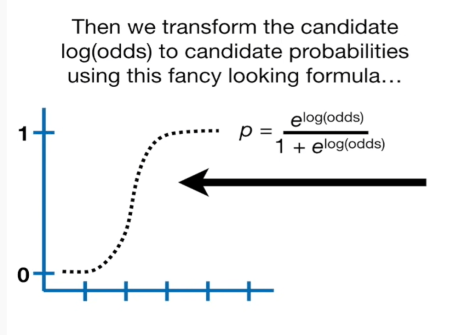 Then we transform the candidate
log(odds) to candidate probabilities
using this fancy looking formula…
1
p = e^log(odds) / 1 + e^log(odds)
0